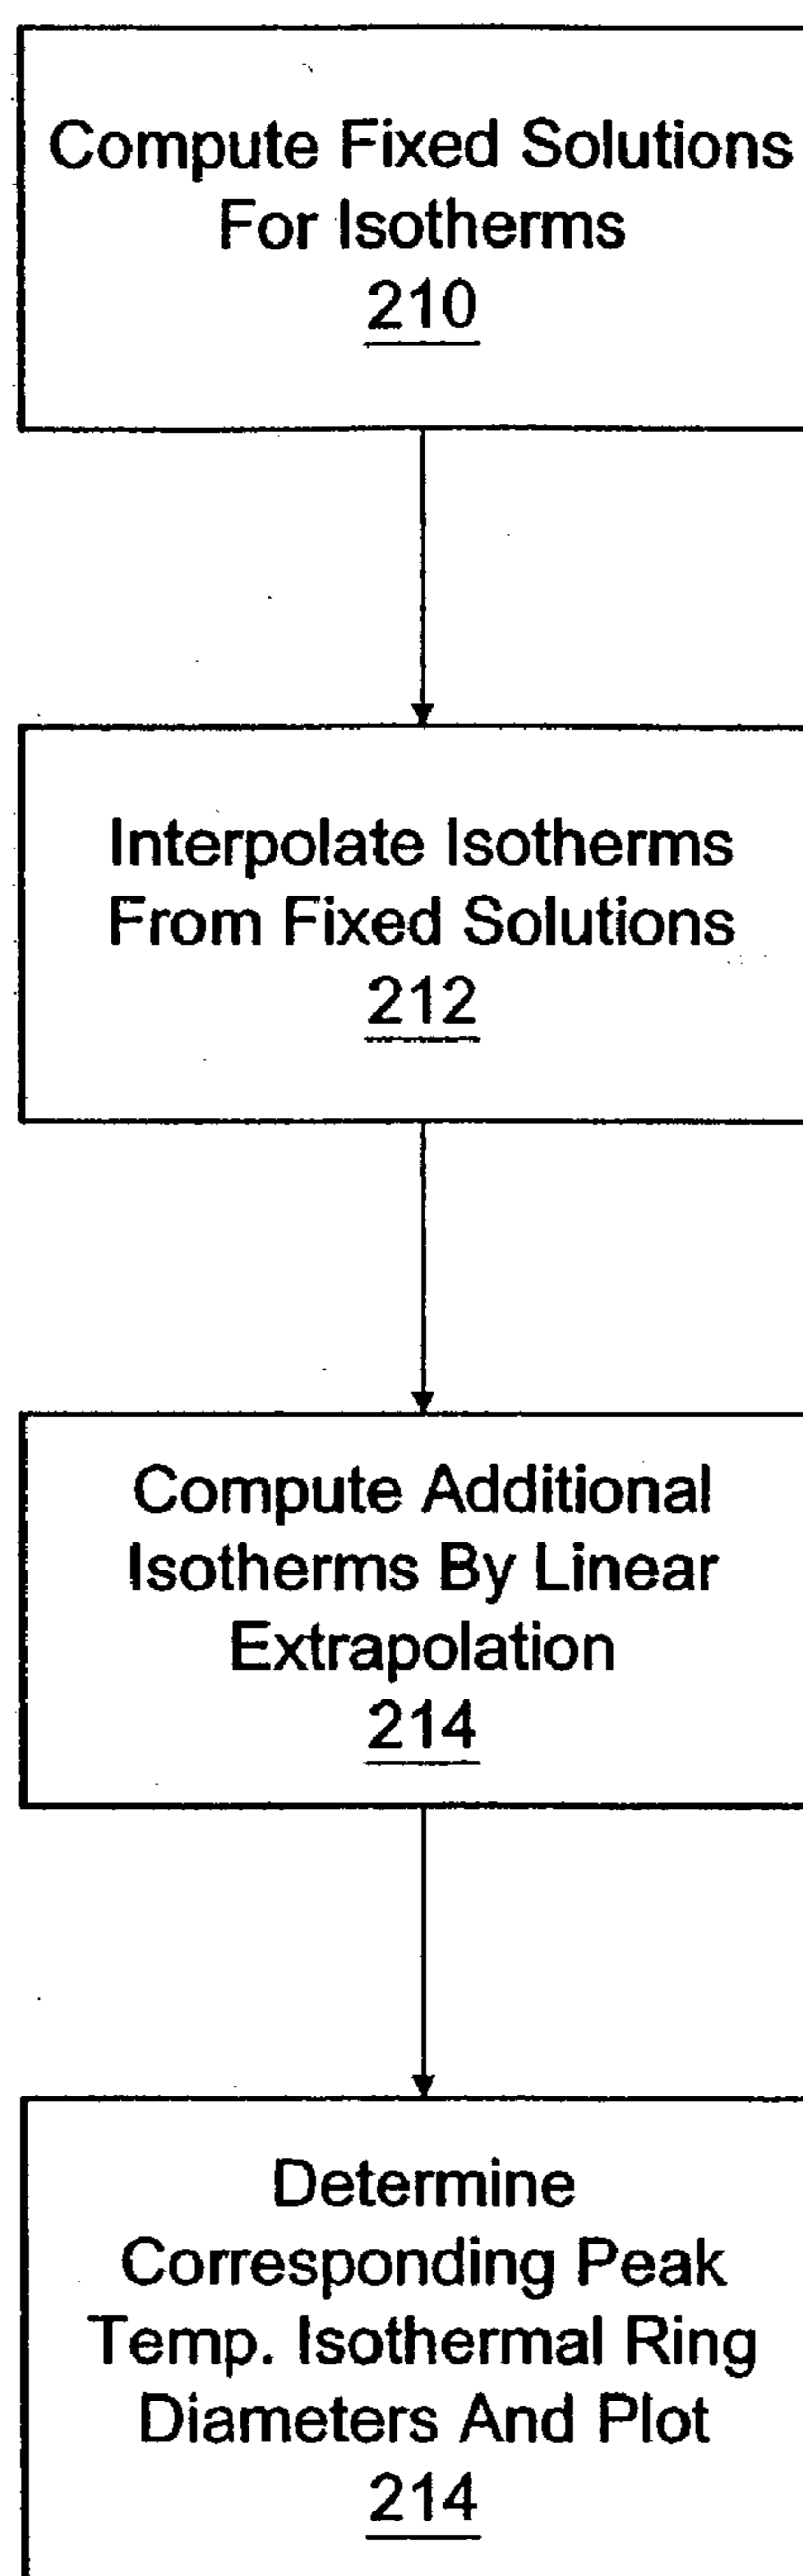 Compute Fixed Solutions
For Isotherms
210
Interpolate Isotherms
From Fixed Solutions
212
Compute Additional
Isotherms By Linear
Extrapolation
214
Determine
Corresponding Peak
Temp. Isothermal Ring
Diameters And Plot
214